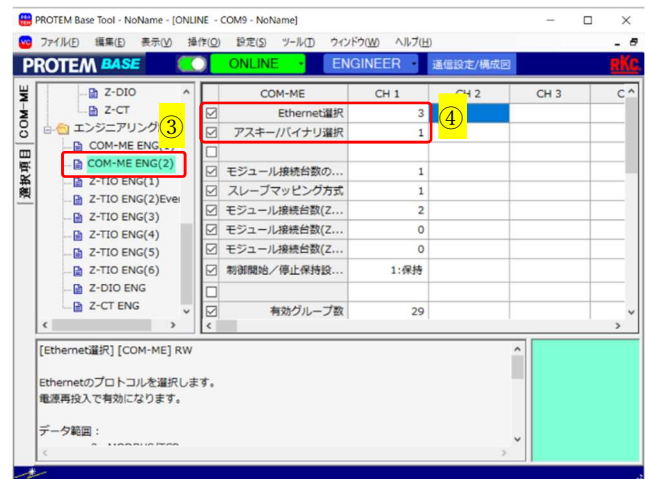 PROTEM Base Tool - NoName - [ONLINE - COM9 - NoName]
ファイル(F) 編集(E) 表示(V) 操作(O) 設定(S) ツール(T) ウインドウ(W) ヘルプ(H)
PROTEM BASE ONLINE ENGINEER 通信設定/構成図 RKC
COM-ME
選択項目
Z-DIO
Z-CT
エンジニアリング
③
COM-ME ENG(2)
Z-TIO ENG(1)
Z-TIO ENG(2)Eve
Z-TIO ENG(3)
Z-TIO ENG(4)
Z-TIO ENG(5)
Z-TIO ENG(6)
Z-DIO ENG
Z-CT ENG
COM-ME CH 1 CH 2 CH 3 C
Ethernet選択 3
④
アスキー/バイナリ選択 1
モジュール接続台数の... 1
スレーブマッピング方式 1
モジュール接続台数(Z... 2
モジュール接続台数(Z... 0
モジュール接続台数(Z... 0
制御開始/停止保持設... 1:保持
有効グループ数 29
[Ethernet選択] [COM-ME] RW
Ethernetのプロトコルを選択します。
電源再投入で有効になります。
データ範囲: